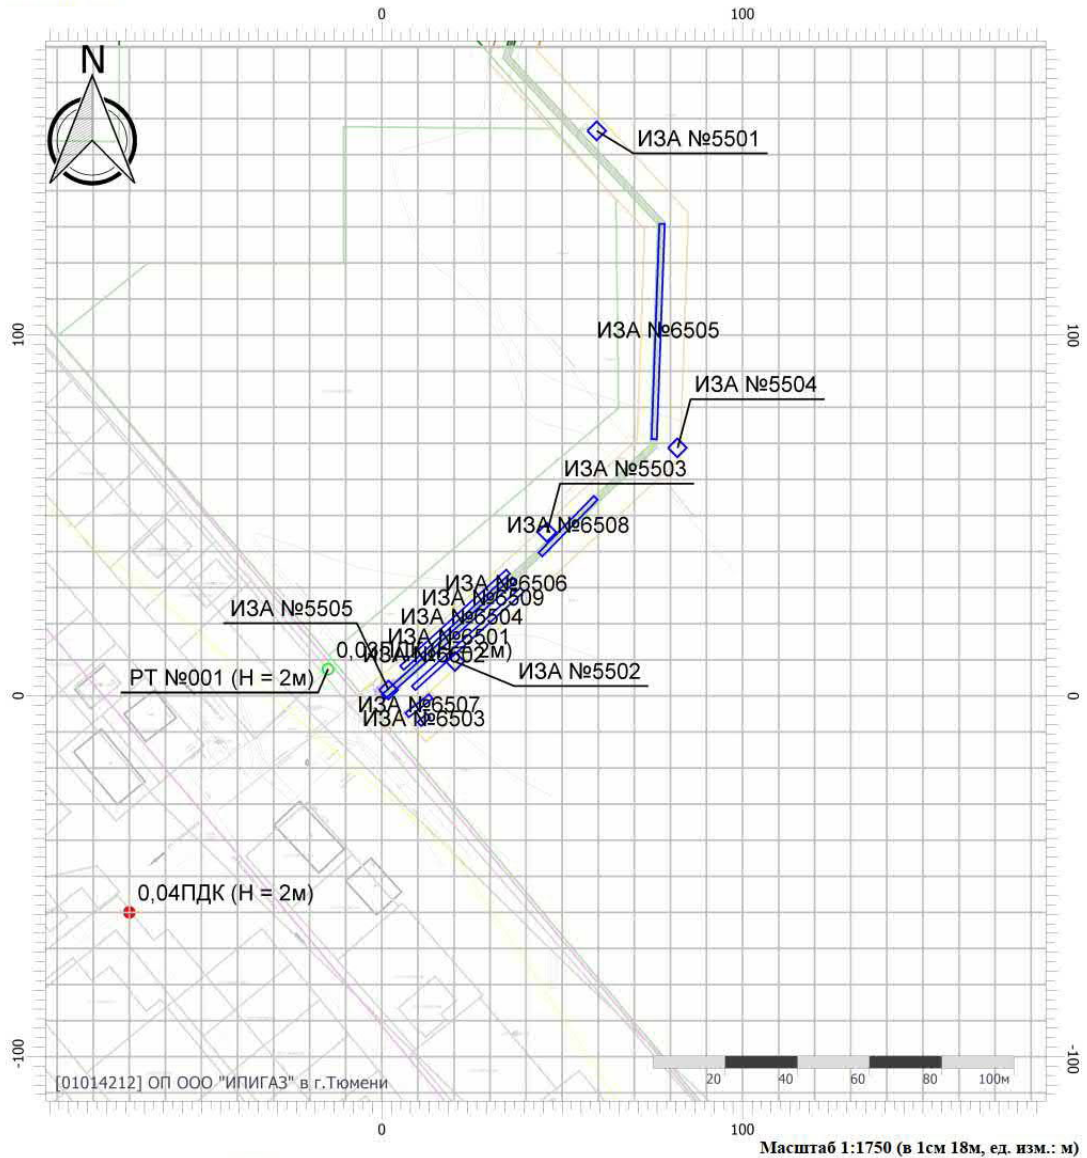 0
100
N
ИЗА №5501
100
ИЗА №6505
100
ИЗА №5504
ИЗА №5503
ИЗА №6508
ИЗА №6506
ИЗА №6509
ИЗА №5505
ИЗА №6504
ИЗА №6501
ИЗА №6502
ИЗА №5502
РТ №001 (H = 2м)
0
0
ИЗА №6507
ИЗА №6503
0,04ПДК (H = 2м)
-100
-100
20
40
60
80
100м
[01014212] ОП ООО "ИПИГАЗ" в г.Тюмени
0
100
Масштаб 1:1750 (в 1см 18м, ед. изм.: м)